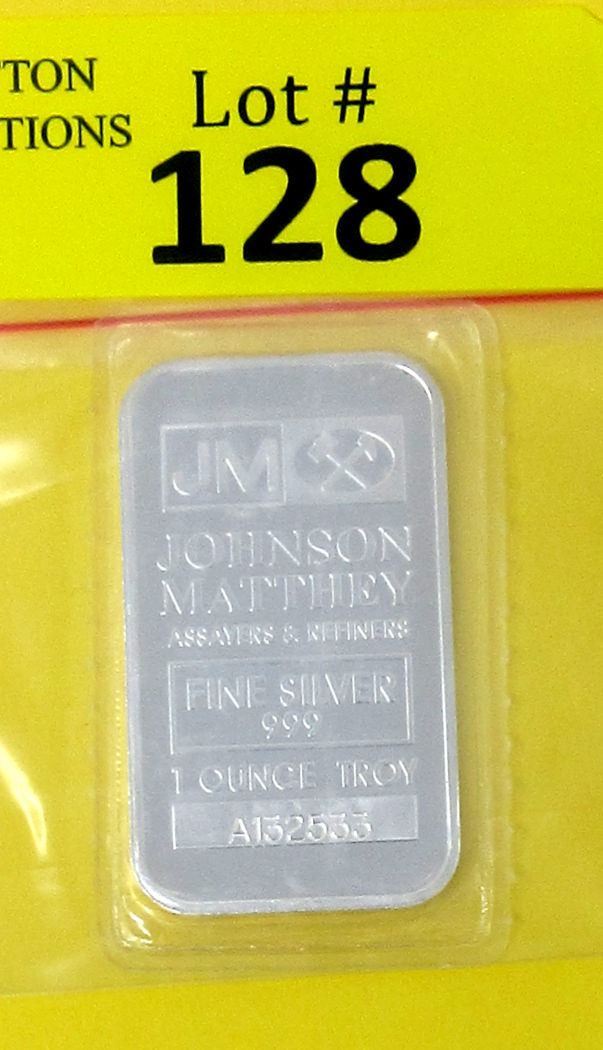 TON
TIONS
Lot #
128
JM
JOHNSON
MATTHEY
ASSAYERS & REFINERS
FINE SILVER
999
1 OUNCE TROY
A132533